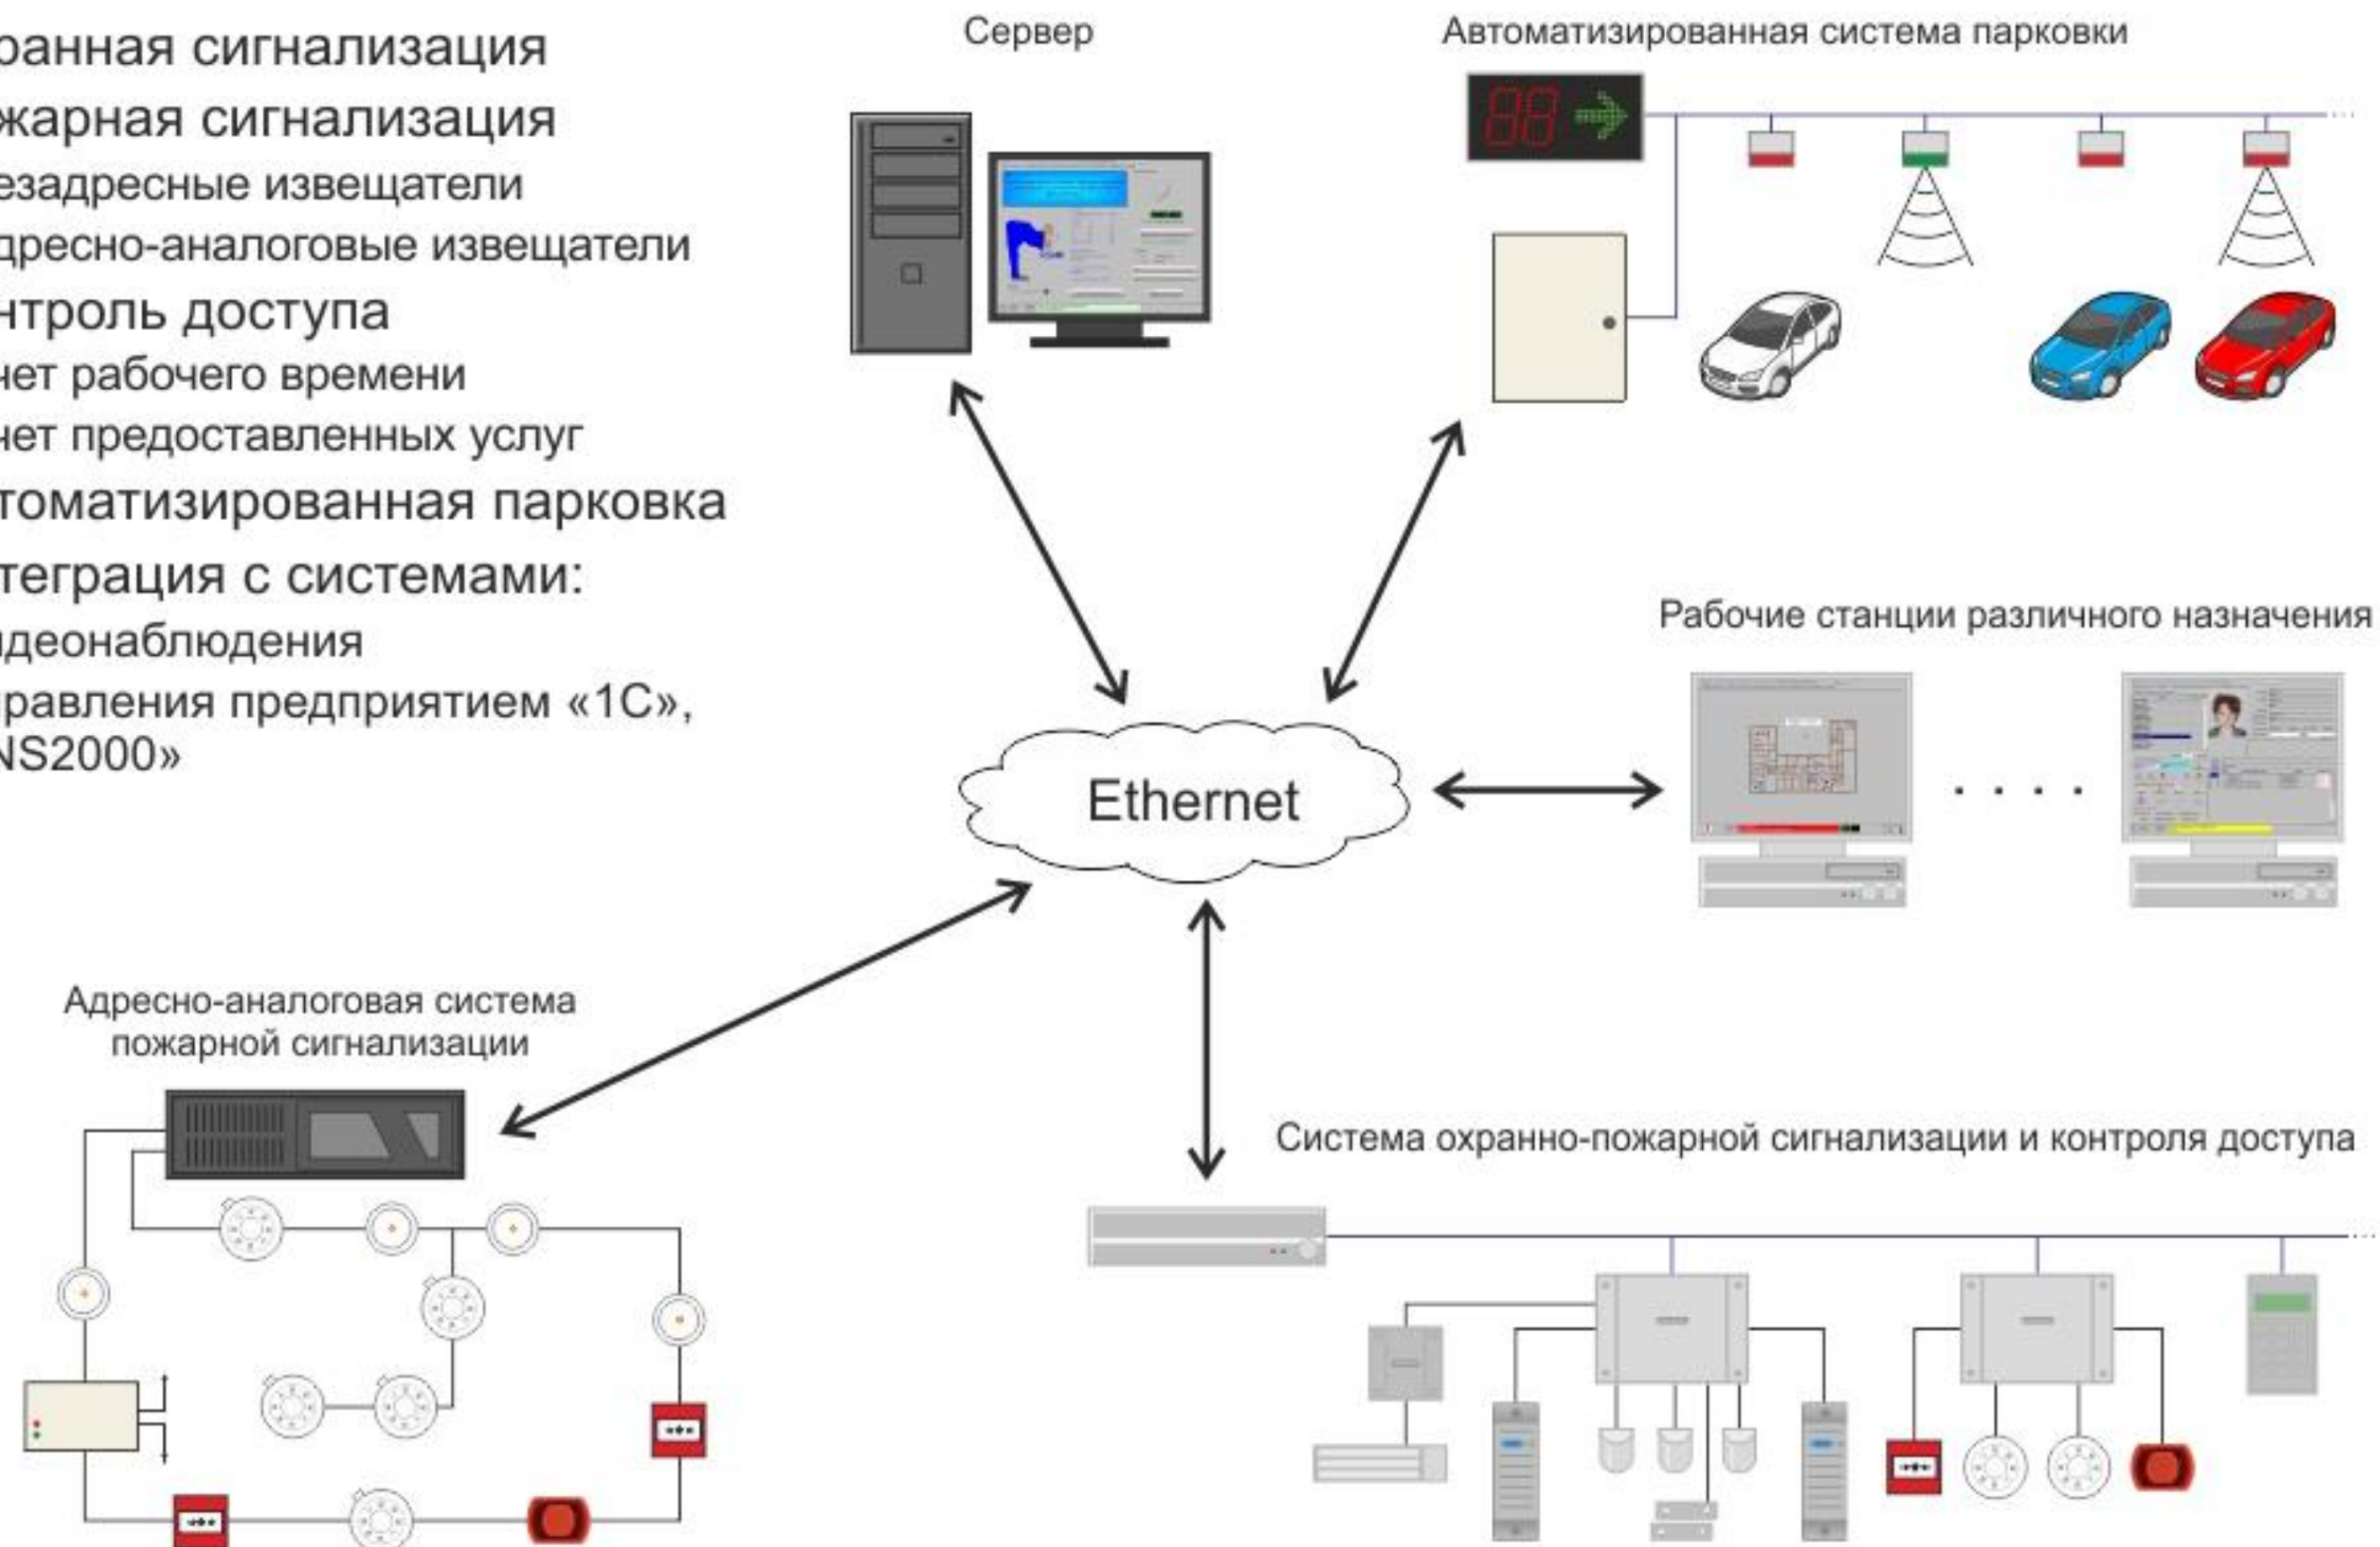 ранная сигнализация
жарная сигнализация
езадресные извещатели
дресно-аналоговые извещатели
нтроль доступа
чет рабочего времени
чет предоставленных услуг
томатизированная парковка
теграция с системами:
идеонаблюдения
правления предприятием «1С»,
NS2000»
Сервер
Автоматизированная система парковки
88
Рабочие станции различного назначения
Ethernet
Адресно-аналоговая система
пожарной сигнализации
Система охранно-пожарной сигнализации и контроля доступа